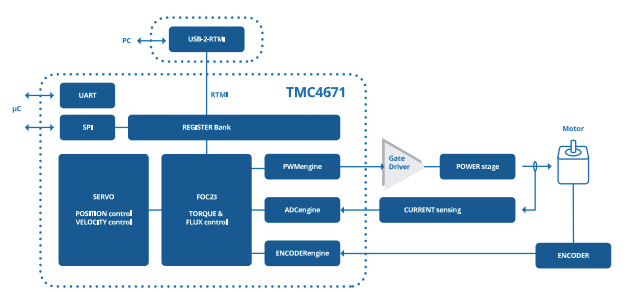 USB-2-RTMI
PC
RTMI
TMC4671
UART
µC
SPI
REGISTER Bank
Motor
PWMengine
Gate
Driver
POWER stage
SERVO
POSITION control
VELOCITY control
FOC23
TORQUE &
FLUX control
ADCengine
CURRENT sensing
ENCODERengine
ENCODER